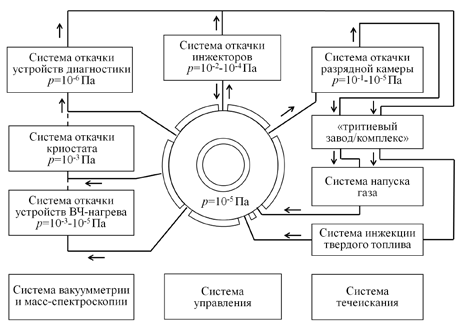 Система откачки
устройств диагностики
p=10⁻⁶ Па
Система откачки
инжекторов
p=10⁻²-10⁻⁴ Па
Система откачки
разрядной камеры
p=10⁻¹-10⁻⁵ Па
Система откачки
криостата
p=10⁻³ Па
«тритиевый
завод/комплекс»
Система откачки
устройств ВЧ-нагрева
p=10⁻³-10⁻⁵ Па
p=10⁻⁵ Па
Система напуска
газа
Система инжекции
твердого топлива
Система вакуумметрии
и масс-спектроскопии
Система
управления
Система
течеискания